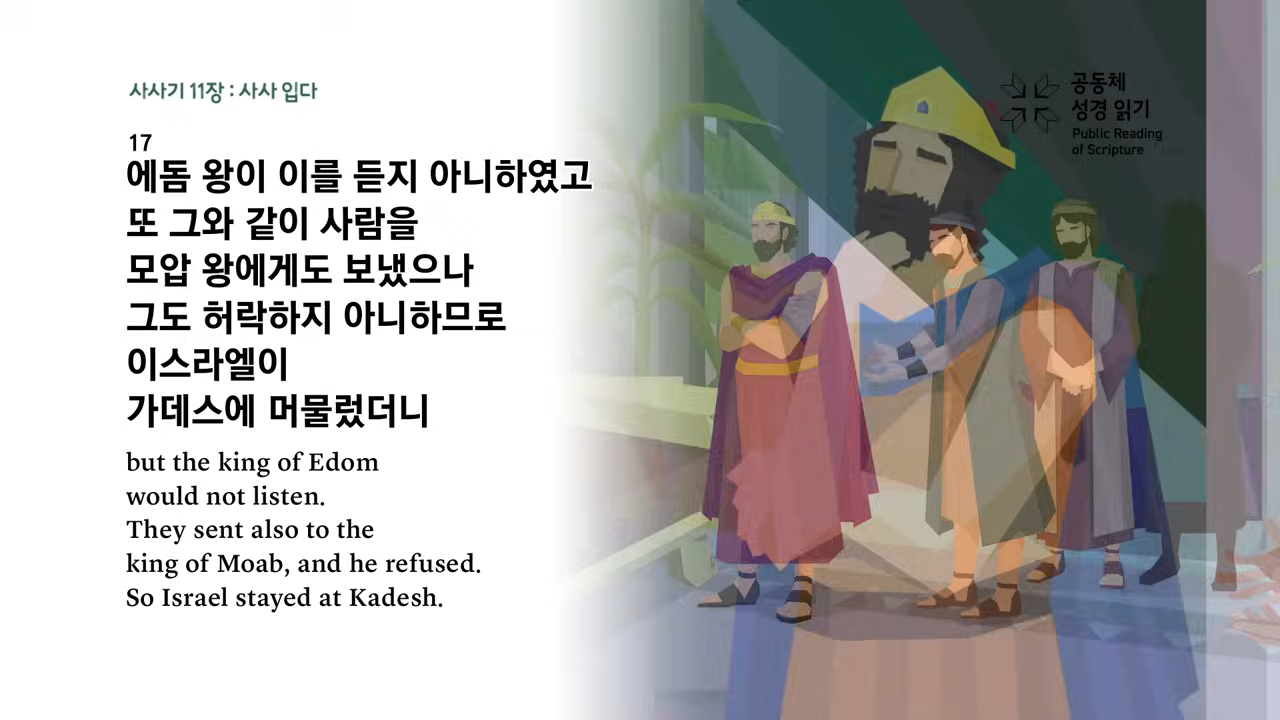 사사기 11장 : 사사 입다
공동체
성경 읽기
Public Reading
of Scripture
17
에돔 왕이 이를 듣지 아니하였고
또 그와 같이 사람을
모압 왕에게도 보냈으나
그도 허락하지 아니하므로
이스라엘이
가데스에 머물렀더니
but the king of Edom
would not listen.
They sent also to the
king of Moab, and he refused.
So Israel stayed at Kadesh.